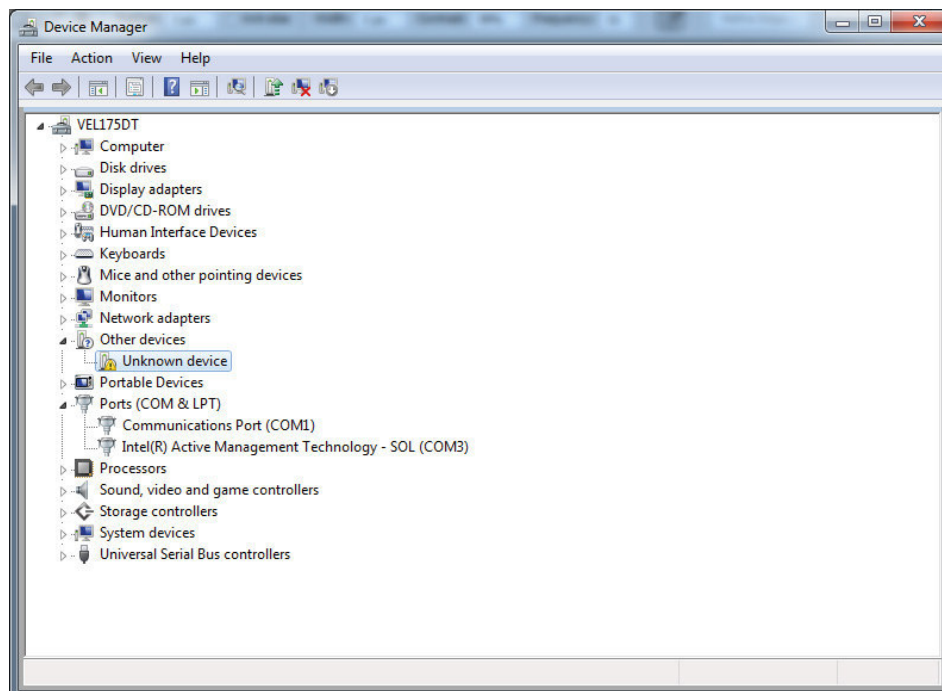 Device Manager
File Action View Help
VEL175DT
Computer
Disk drives
Display adapters
DVD/CD-ROM drives
Human Interface Devices
Keyboards
Mice and other pointing devices
Monitors
Network adapters
Other devices
Unknown device
Portable Devices
Ports (COM & LPT)
Communications Port (COM1)
Intel(R) Active Management Technology - SOL (COM3)
Processors
Sound, video and game controllers
Storage controllers
System devices
Universal Serial Bus controllers